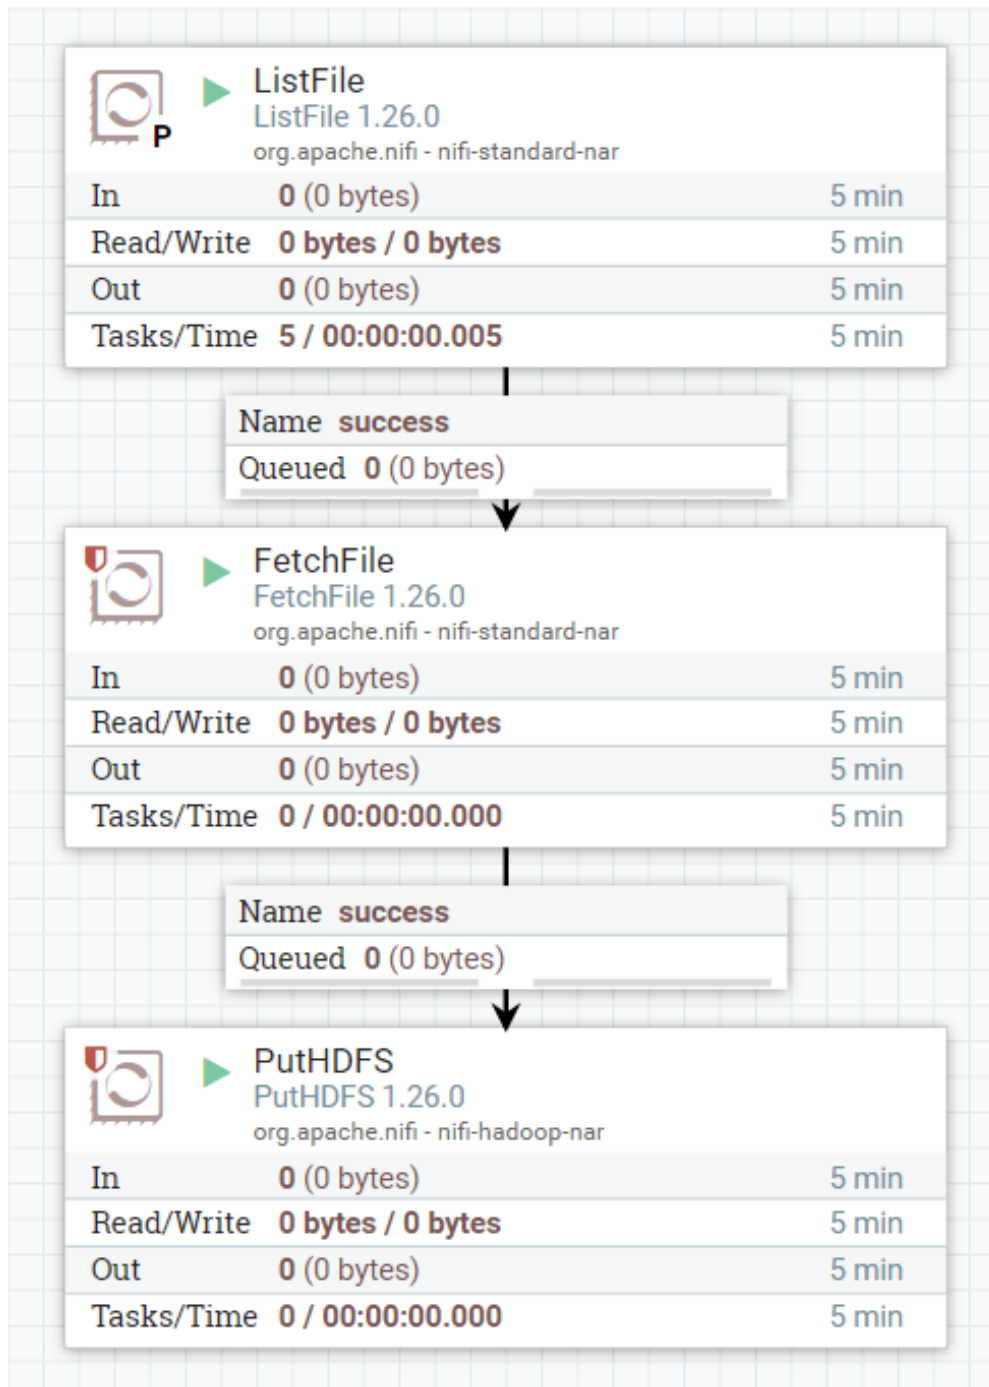 P
ListFile
ListFile 1.26.0
org.apache.nifi - nifi-standard-nar
In 0 (0 bytes) 5 min
Read/Write 0 bytes / 0 bytes 5 min
Out 0 (0 bytes) 5 min
Tasks/Time 5 / 00:00:00.005 5 min
Name success
Queued 0 (0 bytes)
FetchFile
FetchFile 1.26.0
org.apache.nifi - nifi-standard-nar
In 0 (0 bytes) 5 min
Read/Write 0 bytes / 0 bytes 5 min
Out 0 (0 bytes) 5 min
Tasks/Time 0 / 00:00:00.000 5 min
Name success
Queued 0 (0 bytes)
PutHDFS
PutHDFS 1.26.0
org.apache.nifi - nifi-hadoop-nar
In 0 (0 bytes) 5 min
Read/Write 0 bytes / 0 bytes 5 min
Out 0 (0 bytes) 5 min
Tasks/Time 0 / 00:00:00.000 5 min